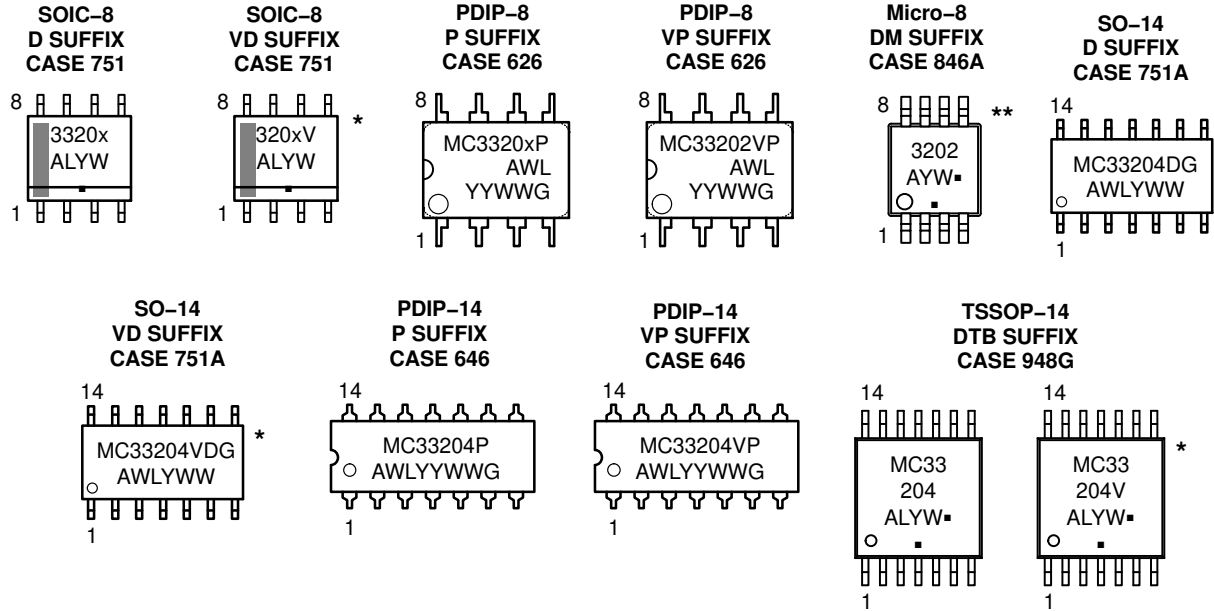 SOIC−8
D SUFFIX
CASE 751
8
3320x
ALYW
1
SOIC−8
VD SUFFIX
CASE 751
8
*
320xV
ALYW
1
PDIP−8
P SUFFIX
CASE 626
8
MC3320xP
AWL
YYWWG
1
PDIP−8
VP SUFFIX
CASE 626
8
MC33202VP
AWL
YYWWG
1
Micro−8
DM SUFFIX
CASE 846A
8
**
3202
AYW▪
▪
1
SO−14
D SUFFIX
CASE 751A
14
MC33204DG
AWLYWW
1
SO−14
VD SUFFIX
CASE 751A
14
*
MC33204VDG
AWLYWW
1
PDIP−14
P SUFFIX
CASE 646
14
MC33204P
AWLYYWWG
1
PDIP−14
VP SUFFIX
CASE 646
14
MC33204VP
AWLYYWWG
1
TSSOP−14
DTB SUFFIX
CASE 948G
14
MC33
204
ALYW▪
▪
1
14
*
MC33
204V
ALYW▪
▪
1